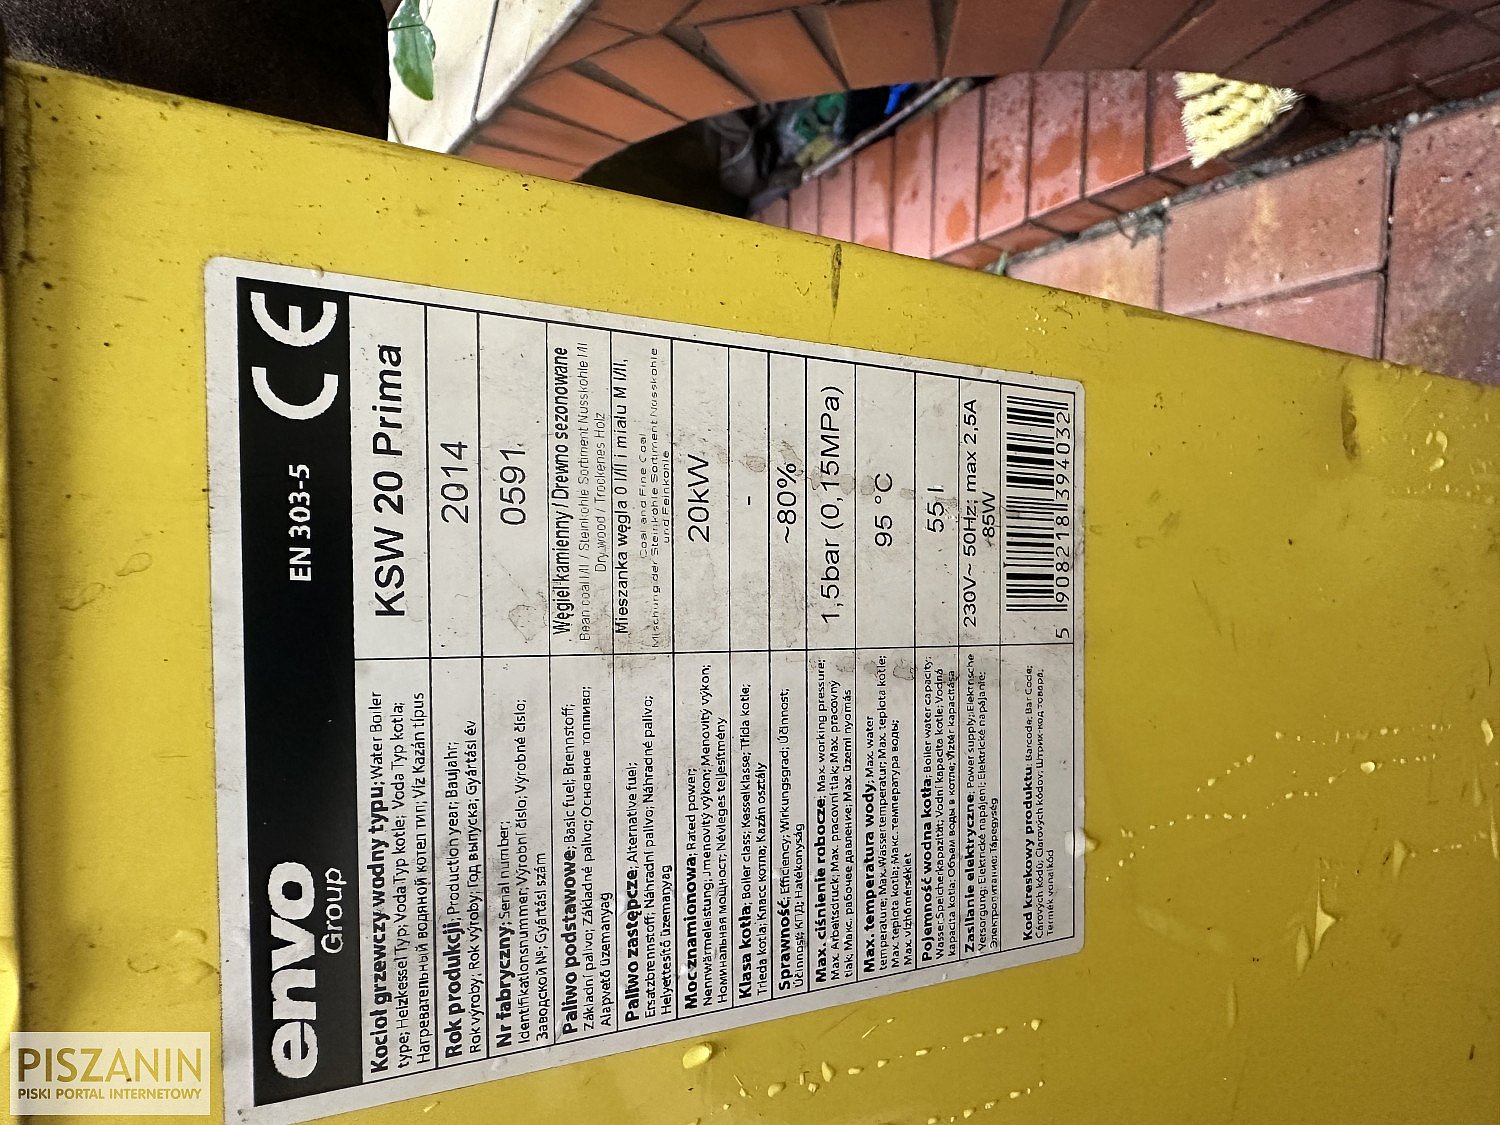 envo
Group
EN 303-5
CE
Kocioł grzewczy wodny typu; Water Boiler
type; Heizkessel Typ; Voda Typ kotle; Voda Typ kotla;
Нагревательный водяной котел тип; Víz Kazán típus
KSW 20 Prima
Rok produkcji; Production year; Baujahr;
Rok výroby; Rok výroby; Год выпуска; Gyártási év
2014
Nr fabryczny; Serial number;
Identifikationsnummer; Výrobní číslo; Výrobné číslo;
Заводской №; Gyártási szám
0591
Paliwo podstawowe; Basic fuel; Brennstoff;
Základní palivo; Základné palivo; Основное топливо;
Alapvető üzemanyag
Węgiel kamienny / Drewno sezonowane
Bean coal I/II / Steinkohle Sortiment Nusskohle I/II
Dry wood / Trockenes Holz
Paliwo zastępcze; Alternative fuel;
Ersatzbrennstoff; Náhradní palivo; Náhradné palivo;
Helyettesítő üzemanyag
Mieszanka węgla 0 I/II i miału M I/II,
Coal and Fine Coal
Mischung der Steinkohle Sortiment Nusskohle
und Feinkohle
Moc znamionowa; Rated power;
Nennwärmeleistung; Jmenovitý výkon; Menovitý výkon;
Номинальная мощност; Névleges teljesítmény
20kW
Klasa kotła; Boiler class; Kesselklasse; Třída kotle;
Trieda kotla; Класс котла; Kazán osztály
-
Sprawność; Efficiency; Wirkungsgrad; Účinnost;
Účinnosť; КПД; Hatékonyság
~80%
Max. ciśnienie robocze; Max. working pressure;
Max. Arbeitsdruck; Max. pracovní tlak; Max. pracovný
tlak; Макс. рабочее давление; Max. üzemi nyomás
1,5bar (0,15MPa)
Max. temperatura wody; Max. water
temperature; Max. Wassertemperatur; Max. teplota kotle;
Max. teplota kotla; Макс. температура воды;
Max. Vízhőmérséklet
95 °C
Pojemność wodna kotła; Boiler water capacity;
Wasser-Speicherkapazität; Vodní kapacita kotle; Vodná
kapacita kotla; Объем воды в котле; Vízté kapacitása
55 l
Zasilanie elektryczne; Power supply; Elektrische
Versorgung; Elektrické napájení; Elektrické napájanie;
Электропитание; Tápegység
230V~ 50Hz; max 2,5A
85W
Kod kreskowy produktu; Barcode; Bar Code;
Čárových kódů; Čiarových kódov; Штрих-код товара;
Termék vonalkód
5 908218 394032
PISZANIN
PISKI PORTAL INTERNETOWY